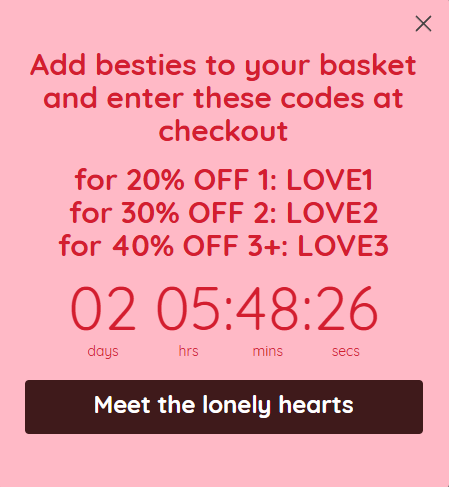 Add besties to your basket
and enter these codes at
checkout
for 20% OFF 1: LOVE1
for 30% OFF 2: LOVE2
for 40% OFF 3+: LOVE3
02 05:48:26
days hrs mins secs
Meet the lonely hearts